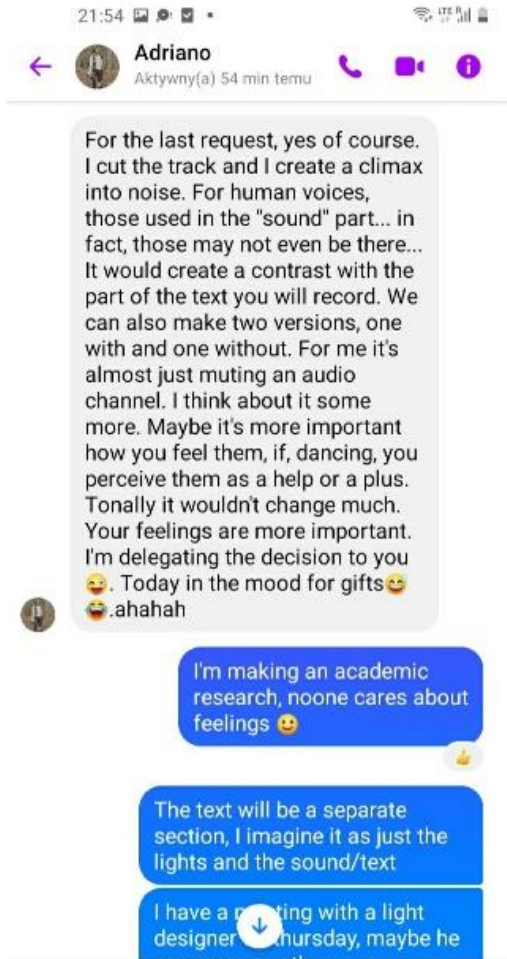 21:54
LTE R
Adriano
Aktywny(a) 54 min temu
For the last request, yes of course.
I cut the track and I create a climax
into noise. For human voices,
those used in the "sound" part... in
fact, those may not even be there...
It would create a contrast with the
part of the text you will record. We
can also make two versions, one
with and one without. For me it's
almost just muting an audio
channel. I think about it some
more. Maybe it's more important
how you feel them, if, dancing, you
perceive them as a help or a plus.
Tonally it wouldn't change much.
Your feelings are more important.
I'm delegating the decision to you
😜. Today in the mood for gifts😅
😂.ahahah
I'm making an academic
research, noone cares about
feelings 🙂
The text will be a separate
section, I imagine it as just the
lights and the sound/text
I have a with a light
designer maybe he